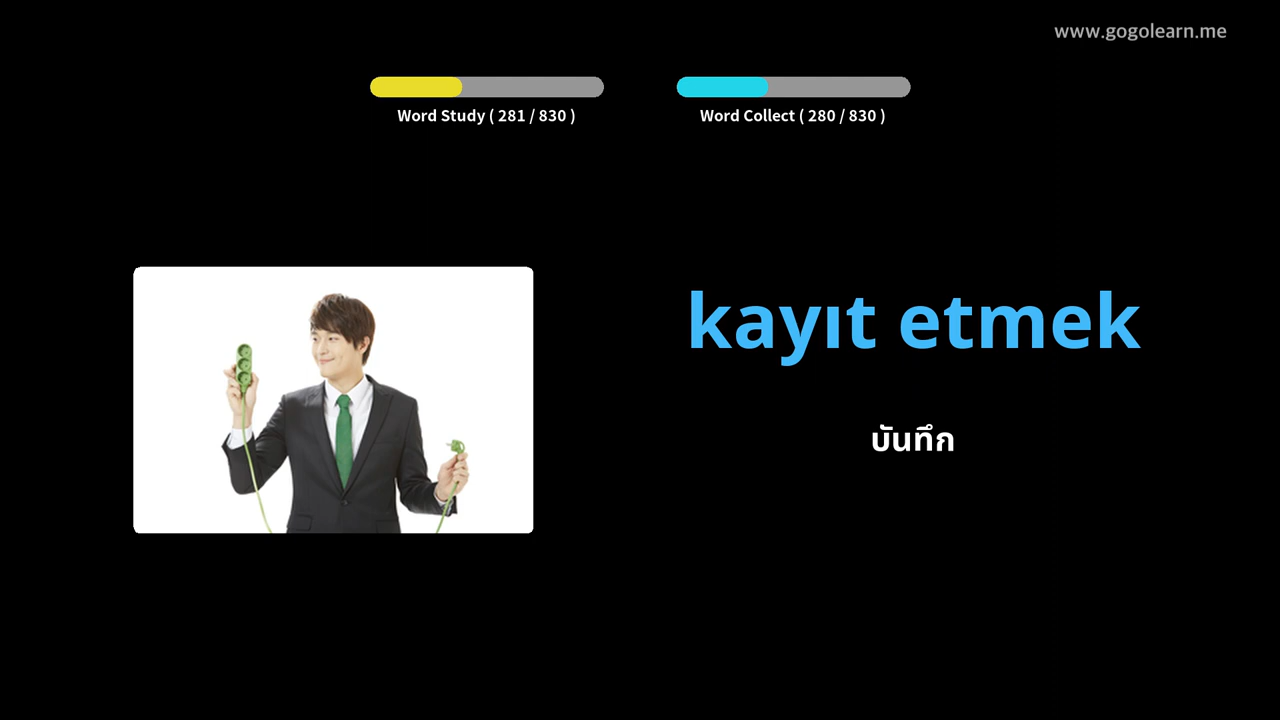 www.gogolearn.me
Word Study ( 281 / 830 )
Word Collect ( 280 / 830 )
kayıt etmek
บันทึก